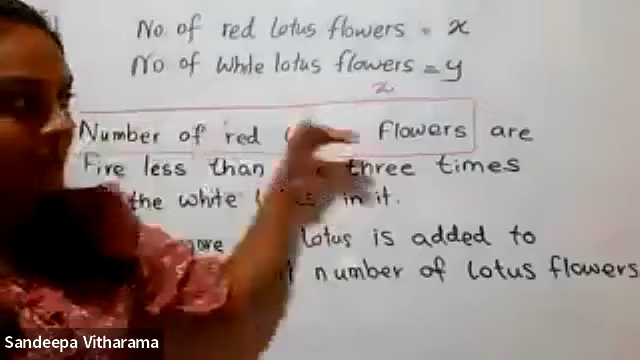 No of red lotus flowers = x
No of white lotus flowers = y
x
Number of red flowers are
Five less than three times
the white in it.
more lotus is added to
number of lotus flowers
Sandeepa Vitharama